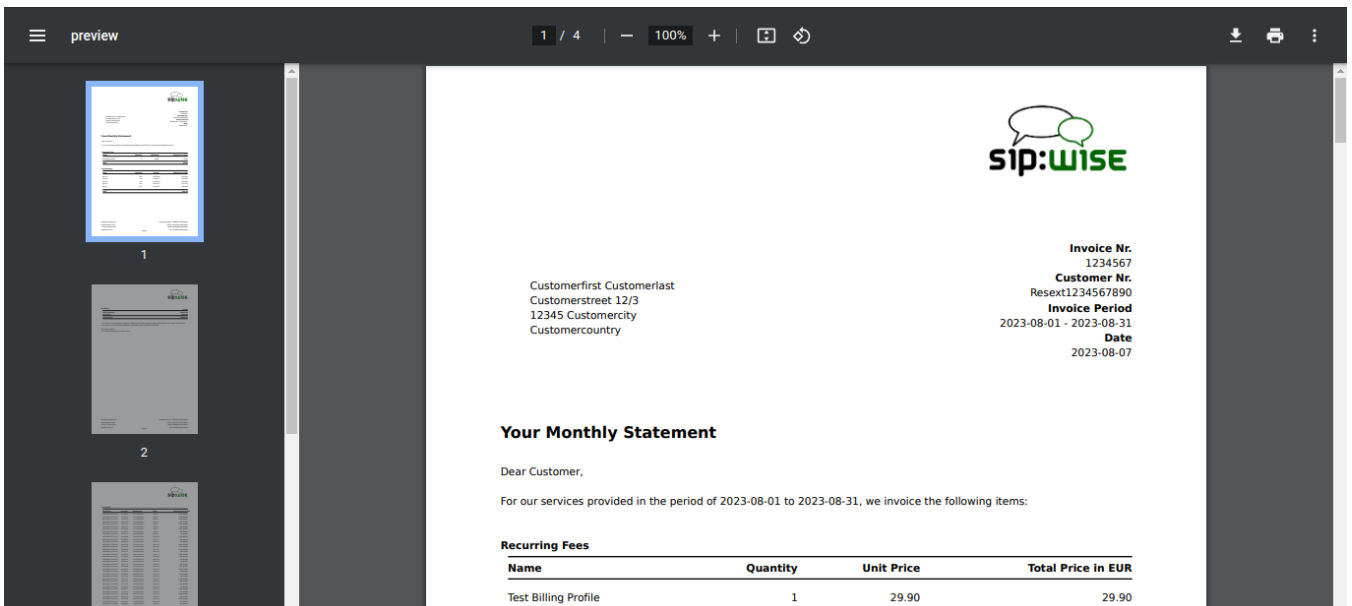 preview
1 / 4
100%
1
2
sip:wise
Invoice Nr.
1234567
Customer Nr.
Resext1234567890
Invoice Period
2023-08-01 - 2023-08-31
Date
2023-08-07
Customerfirst Customerlast
Customerstreet 12/3
12345 Customercity
Customercountry
Your Monthly Statement
Dear Customer,
For our services provided in the period of 2023-08-01 to 2023-08-31, we invoice the following items:
Recurring Fees
Name Quantity Unit Price Total Price in EUR
Test Billing Profile 1 29.90 29.90